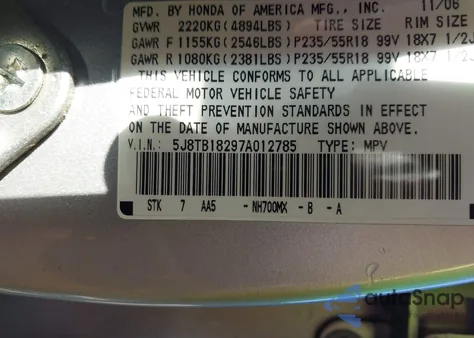 MFD. BY HONDA OF AMERICA MFG., INC. 11/06
GVWR 2220KG(4894LBS) TIRE SIZE RIM SIZE
GAWR F 1155KG(2546LBS)P235/55R18 99V 18X7 1/2J
GAWR R 1080KG(2381LBS)P235/55R18 99V 18X7 1/2J
THIS VEHICLE CONFORMS TO ALL APPLICABLE
FEDERAL MOTOR VEHICLE SAFETY
AND THEFT PREVENTION STANDARDS IN EFFECT
ON THE DATE OF MANUFACTURE SHOWN ABOVE.
V.I.N.: 5J8TB18297A012785 TYPE: MPV
STK 7 AA5 -NH700MX - B - A
autoSnap